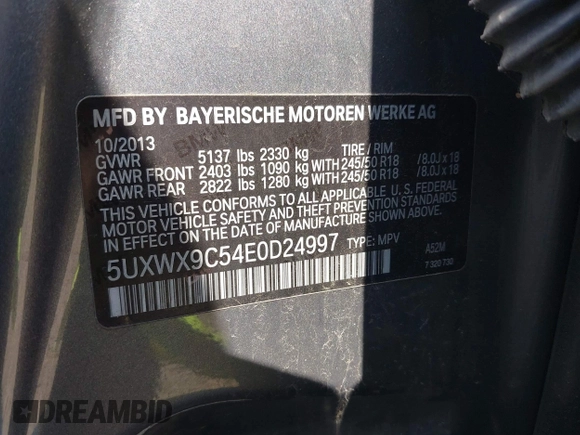 MFD BY BAYERISCHE MOTOREN WERKE AG
10/2013 TIRE / RIM
GVWR 5137 lbs 2330 kg
GAWR FRONT 2403 lbs 1090 kg WITH 245/50 R18 / 8.0J x 18
GAWR REAR 2822 lbs 1280 kg WITH 245/50 R18 / 8.0J x 18
THIS VEHICLE CONFORMS TO ALL APPLICABLE U.S. FEDERAL
MOTOR VEHICLE SAFETY AND THEFT PREVENTION STANDARDS
IN EFFECT ON THE DATE OF MANUFACTURE SHOWN ABOVE.
5UXWX9C54E0D24997 TYPE: MPV
A52M
7 320 730
DREAMBID